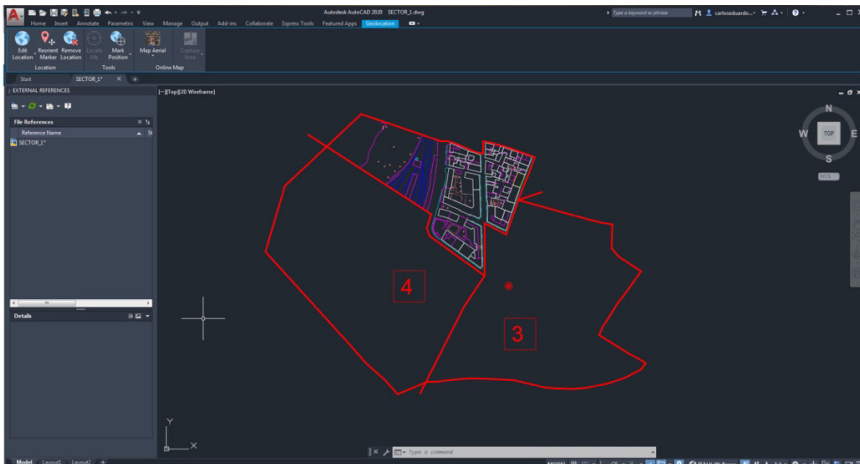 Autodesk AutoCAD 2020 SECTOR_1.dwg
Type a keyword or phrase
carloseduardo...
Home Insert Annotate Parametric View Manage Output Add-ins Collaborate Express Tools Featured Apps Geolocation
Edit Location
Reorient Marker
Remove Location
Locate Me
Mark Position
Map Aerial
Capture Area
Location
Tools
Online Map
Start
SECTOR_1*
EXTERNAL REFERENCES
[−][Top][2D Wireframe]
File References
Reference Name
SECTOR_1*
Details
N
W
TOP
E
S
4
3
Y
X
Type a command
Model Layout1 Layout2 +
MODEL